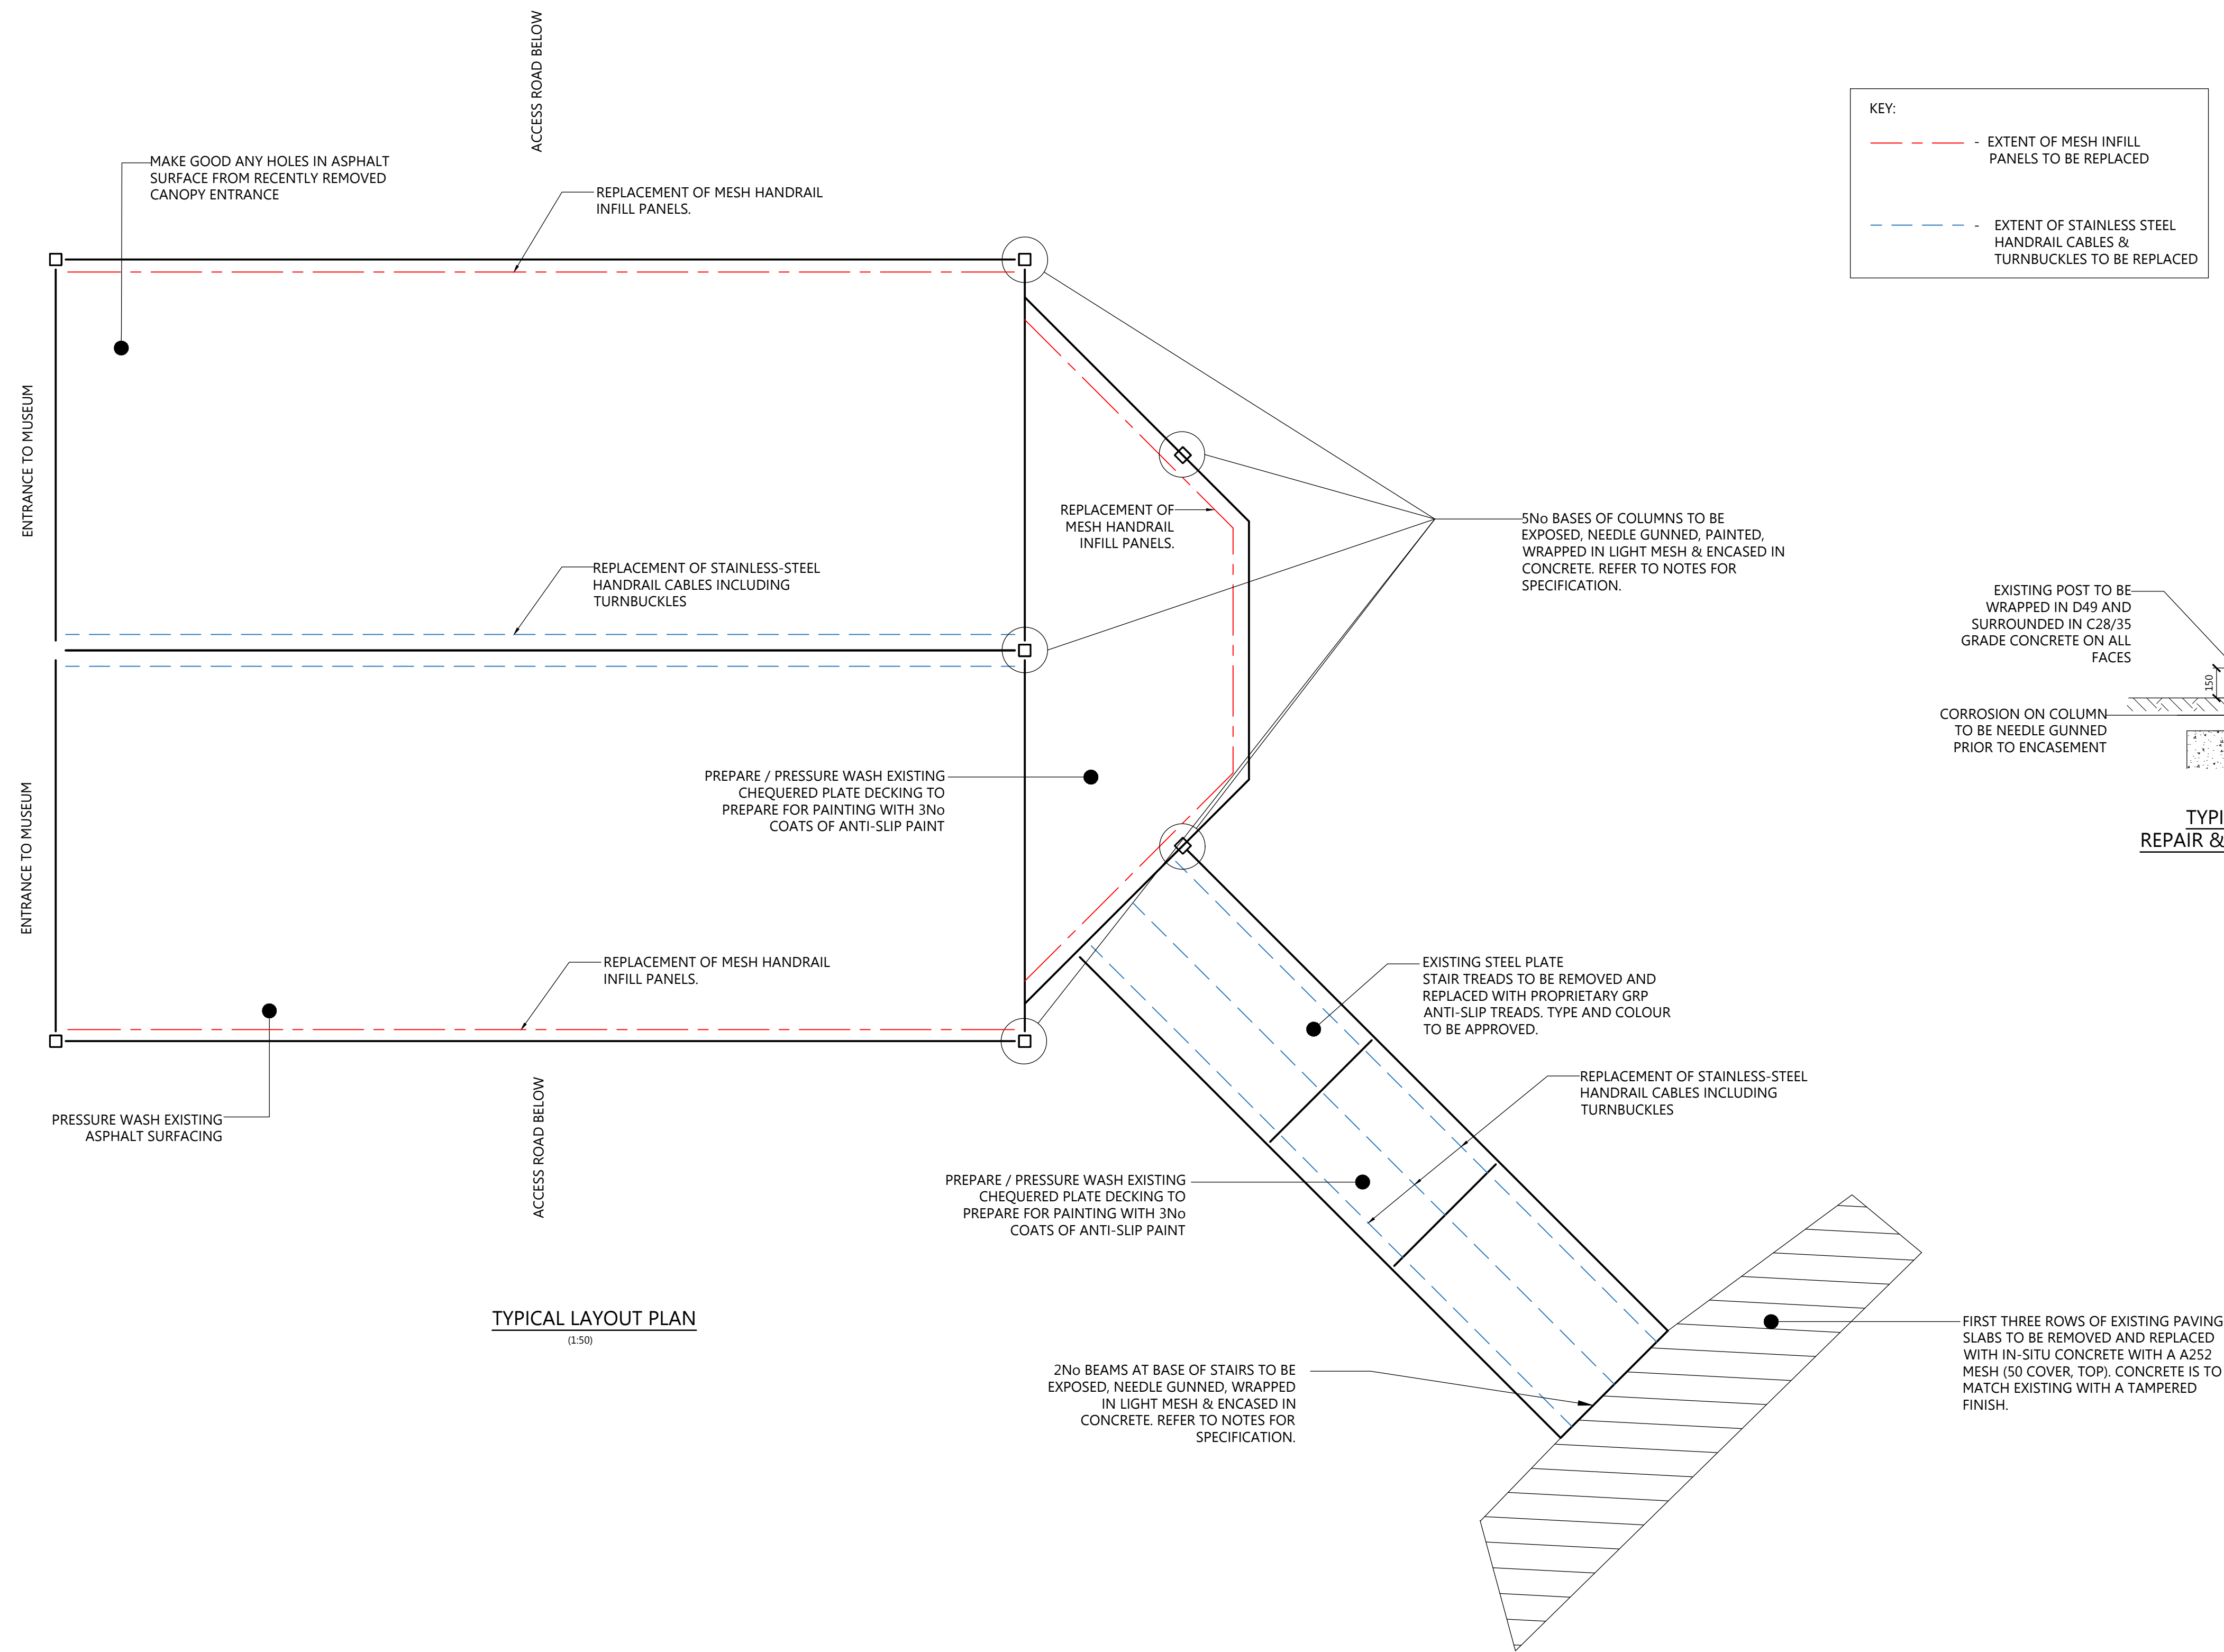 ACCESS ROAD BELOW
KEY:
- EXTENT OF MESH INFILL
PANELS TO BE REPLACED
- EXTENT OF STAINLESS STEEL
HANDRAIL CABLES &
TURNBUCKLES TO BE REPLACED
MAKE GOOD ANY HOLES IN ASPHALT
SURFACE FROM RECENTLY REMOVED
CANOPY ENTRANCE
REPLACEMENT OF MESH HANDRAIL
INFILL PANELS.
ENTRANCE TO MUSEUM
REPLACEMENT OF
MESH HANDRAIL
INFILL PANELS.
5No BASES OF COLUMNS TO BE
EXPOSED, NEEDLE GUNNED, PAINTED,
WRAPPED IN LIGHT MESH & ENCASED IN
CONCRETE. REFER TO NOTES FOR
SPECIFICATION.
REPLACEMENT OF STAINLESS-STEEL
HANDRAIL CABLES INCLUDING
TURNBUCKLES
EXISTING POST TO BE
WRAPPED IN D49 AND
SURROUNDED IN C28/35
GRADE CONCRETE ON ALL
FACES
150
CORROSION ON COLUMN
TO BE NEEDLE GUNNED
PRIOR TO ENCASEMENT
TYPI
REPAIR &
PREPARE / PRESSURE WASH EXISTING
CHEQUERED PLATE DECKING TO
PREPARE FOR PAINTING WITH 3No
COATS OF ANTI-SLIP PAINT
ENTRANCE TO MUSEUM
REPLACEMENT OF MESH HANDRAIL
INFILL PANELS.
EXISTING STEEL PLATE
STAIR TREADS TO BE REMOVED AND
REPLACED WITH PROPRIETARY GRP
ANTI-SLIP TREADS. TYPE AND COLOUR
TO BE APPROVED.
REPLACEMENT OF STAINLESS-STEEL
HANDRAIL CABLES INCLUDING
TURNBUCKLES
PRESSURE WASH EXISTING
ASPHALT SURFACING
ACCESS ROAD BELOW
PREPARE / PRESSURE WASH EXISTING
CHEQUERED PLATE DECKING TO
PREPARE FOR PAINTING WITH 3No
COATS OF ANTI-SLIP PAINT
TYPICAL LAYOUT PLAN
(1:50)
FIRST THREE ROWS OF EXISTING PAVING
SLABS TO BE REMOVED AND REPLACED
WITH IN-SITU CONCRETE WITH A A252
MESH (50 COVER, TOP). CONCRETE IS TO
MATCH EXISTING WITH A TAMPERED
FINISH.
2No BEAMS AT BASE OF STAIRS TO BE
EXPOSED, NEEDLE GUNNED, WRAPPED
IN LIGHT MESH & ENCASED IN
CONCRETE. REFER TO NOTES FOR
SPECIFICATION.